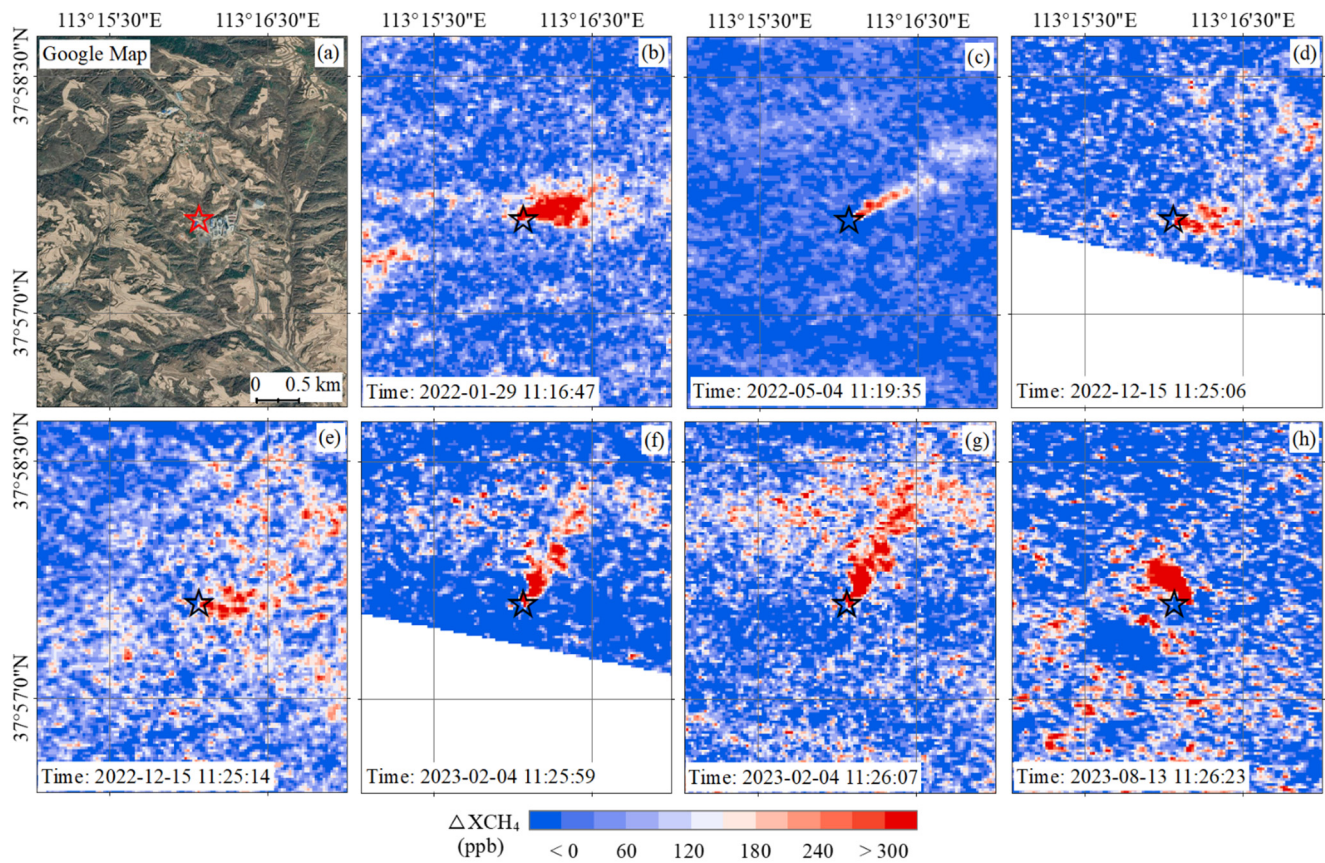 113°15'30"E 113°16'30"E 113°15'30"E 113°16'30"E 113°15'30"E 113°16'30"E 113°15'30"E 113°16'30"E
37°58'30"N
Google Map
(a)
(b)
(c)
(d)
37°57'0"N
0 0.5 km
Time: 2022-01-29 11:16:47
Time: 2022-05-04 11:19:35
Time: 2022-12-15 11:25:06
37°58'30"N
(e)
(f)
(g)
(h)
37°57'0"N
Time: 2022-12-15 11:25:14
Time: 2023-02-04 11:25:59
Time: 2023-02-04 11:26:07
Time: 2023-08-13 11:26:23
△XCH₄
(ppb)
< 0 60 120 180 240 > 300